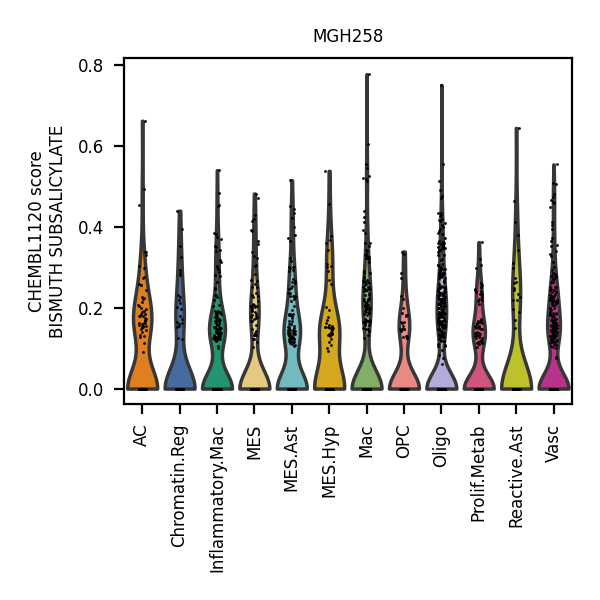 MGH258
CHEMBL1120 score
BISMUTH SUBSALICYLATE
0.8
0.6
0.4
0.2
0.0
AC
Chromatin.Reg
Inflammatory.Mac
MES
MES.Ast
MES.Hyp
Mac
OPC
Oligo
Prolif.Metab
Reactive.Ast
Vasc